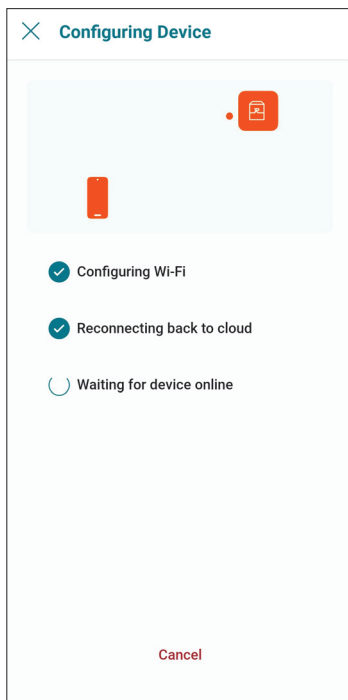 Configuring Device
Configuring Wi-Fi
Reconnecting back to cloud
Waiting for device online
Cancel